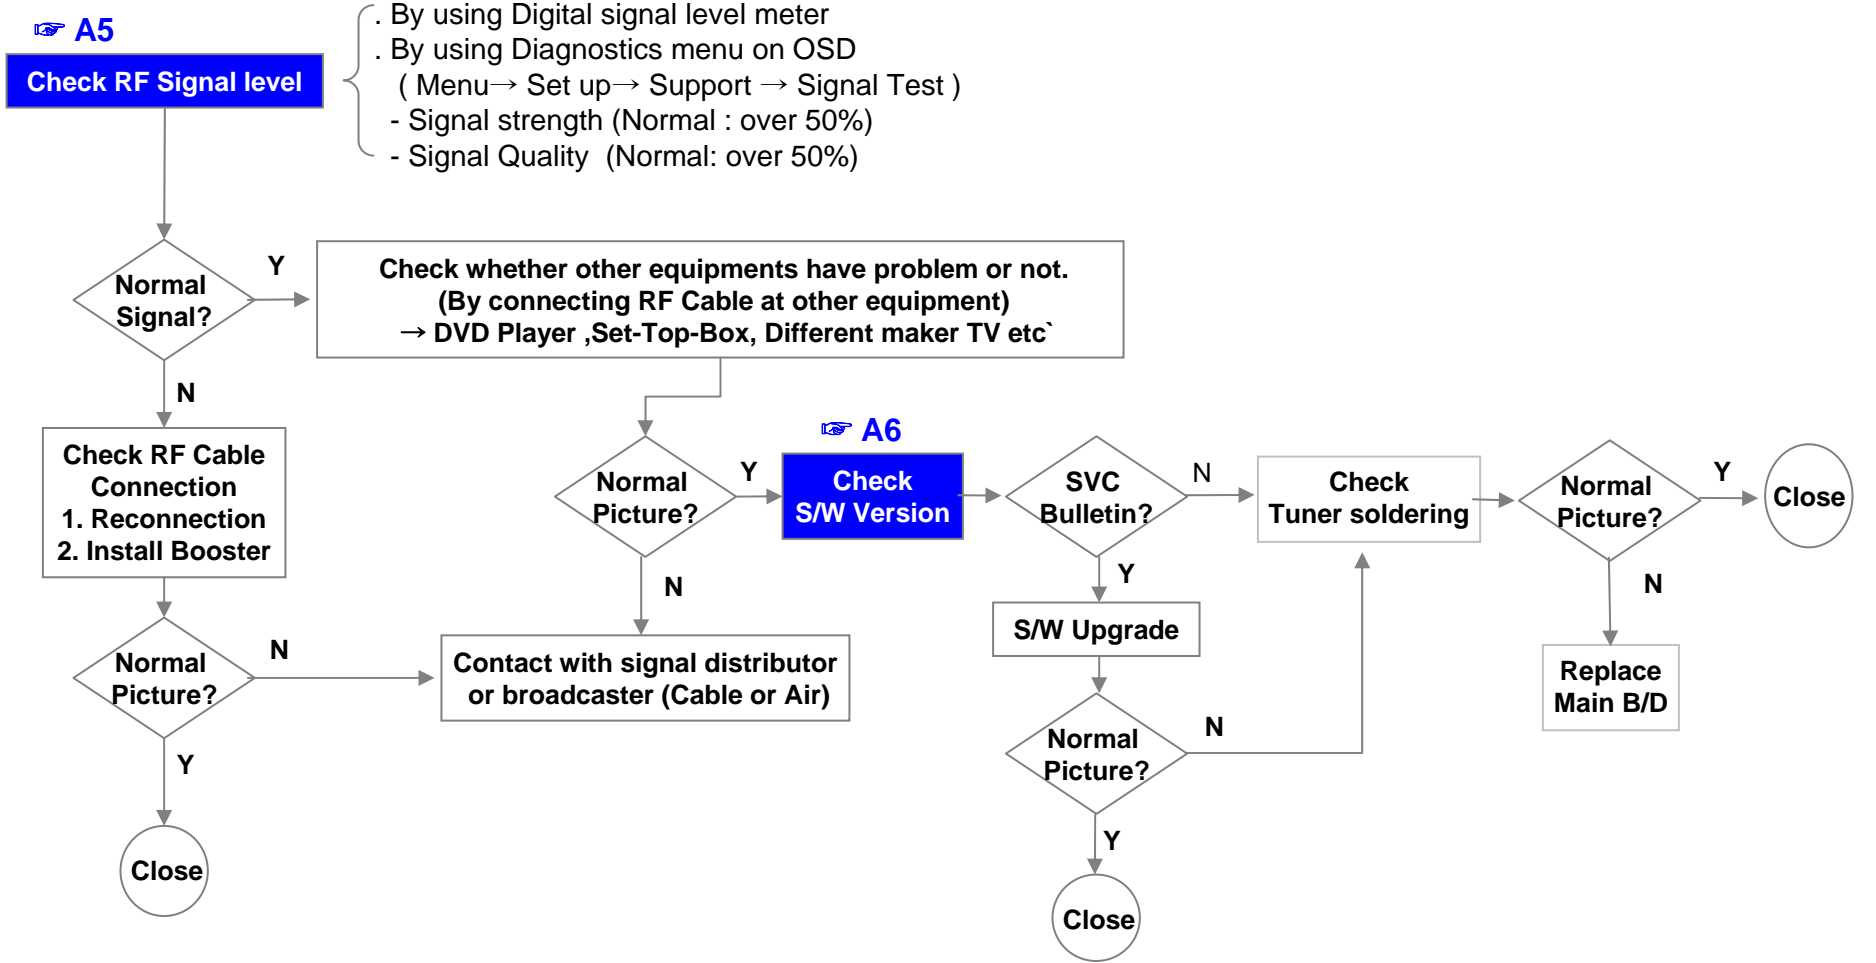 ☞ A5
Check RF Signal level
. By using Digital signal level meter
. By using Diagnostics menu on OSD
( Menu→ Set up→ Support → Signal Test )
- Signal strength (Normal : over 50%)
- Signal Quality (Normal: over 50%)
Normal
Signal?
Y
Check whether other equipments have problem or not.
(By connecting RF Cable at other equipment)
→ DVD Player ,Set-Top-Box, Different maker TV etc`
N
Check RF Cable
Connection
1. Reconnection
2. Install Booster
Normal
Picture?
N
Y
Close
Normal
Picture?
Y
N
Contact with signal distributor
or broadcaster (Cable or Air)
☞ A6
Check
S/W Version
SVC
Bulletin?
N
Y
S/W Upgrade
Normal
Picture?
N
Y
Close
Check
Tuner soldering
Normal
Picture?
Y
Close
N
Replace
Main B/D